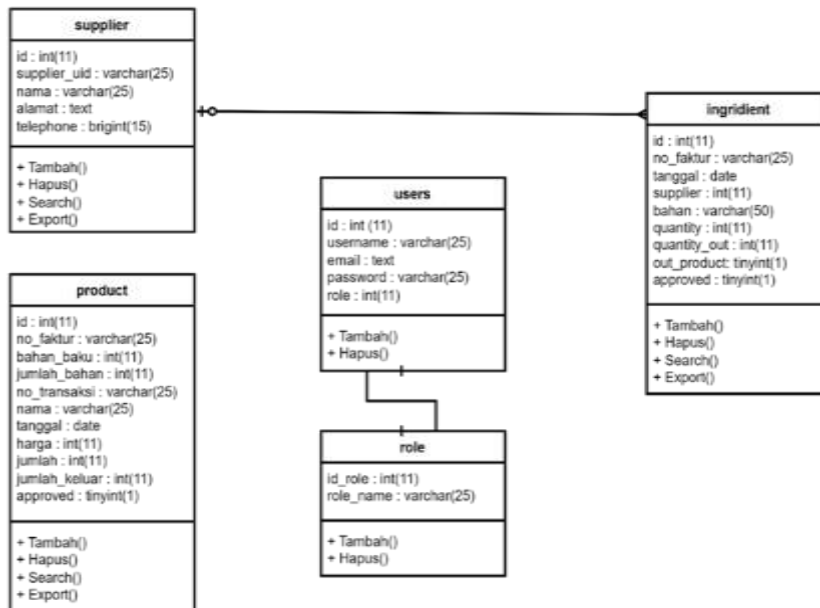 supplier
id : int(11)
supplier_uid : varchar(25)
nama : varchar(25)
alamat : text
telephone : brigint(15)
+ Tambah()
+ Hapus()
+ Search()
+ Export()
ingridient
id : int(11)
no_faktur : varchar(25)
tanggal : date
supplier : int(11)
bahan : varchar(50)
quantity : int(11)
quantity_out : int(11)
out_product: tinyint(1)
approved : tinyint(1)
+ Tambah()
+ Hapus()
+ Search()
+ Export()
users
id : int (11)
username : varchar(25)
email : text
password : varchar(25)
role : int(11)
+ Tambah()
+ Hapus()
product
id : int(11)
no_faktur : varchar(25)
bahan_baku : int(11)
jumlah_bahan : int(11)
no_transaksi : varchar(25)
nama : varchar(25)
tanggal : date
harga : int(11)
jumlah : int(11)
jumlah_keluar : int(11)
approved : tinyint(1)
+ Tambah()
+ Hapus()
+ Search()
+ Export()
role
id_role : int(11)
role_name : varchar(25)
+ Tambah()
+ Hapus()